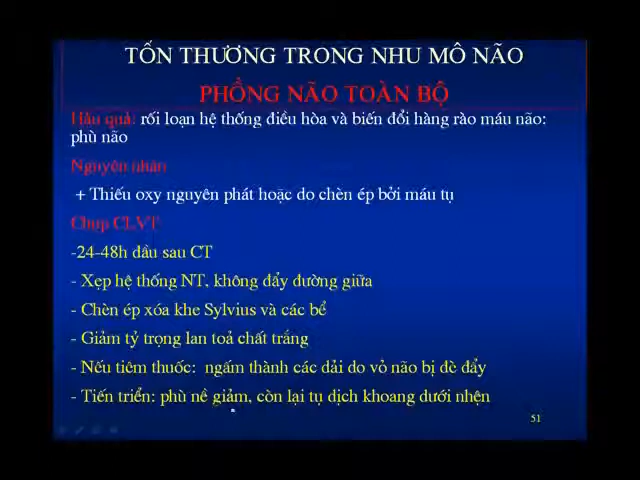 TỔN THƯƠNG TRONG NHU MÔ NÃO
PHỒNG NÃO TOÀN BỘ
Hậu quả: rối loạn hệ thống điều hòa và biến đổi hàng rào máu não:
phù não
Nguyên nhân
+ Thiếu oxy nguyên phát hoặc do chèn ép bởi máu tụ
Chụp CLVT
-24-48h đầu sau CT
- Xẹp hệ thống NT, không đẩy đường giữa
- Chèn ép xóa khe Sylvius và các bể
- Giảm tỷ trọng lan toả chất trắng
- Nếu tiêm thuốc: ngấm thành các dải do vỏ não bị đè đẩy
- Tiến triển: phù nề giảm, còn lại tụ dịch khoang dưới nhện
51